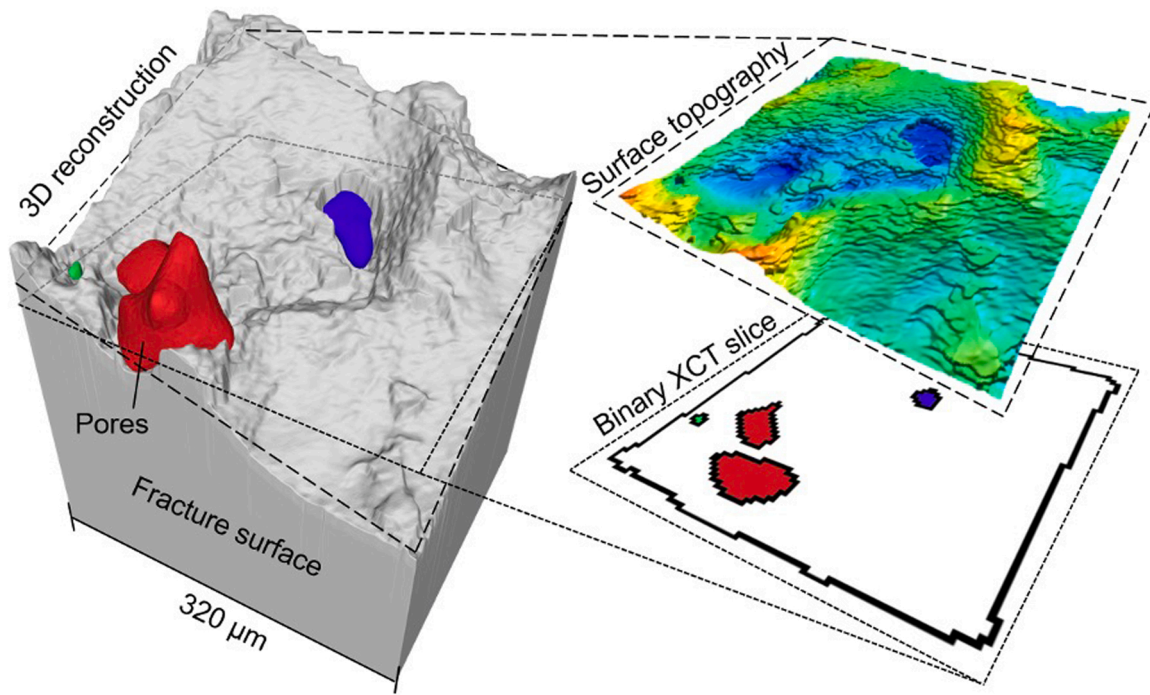 3D reconstruction
Surface topography
Binary XCT slice
Pores
Fracture surface
320 µm